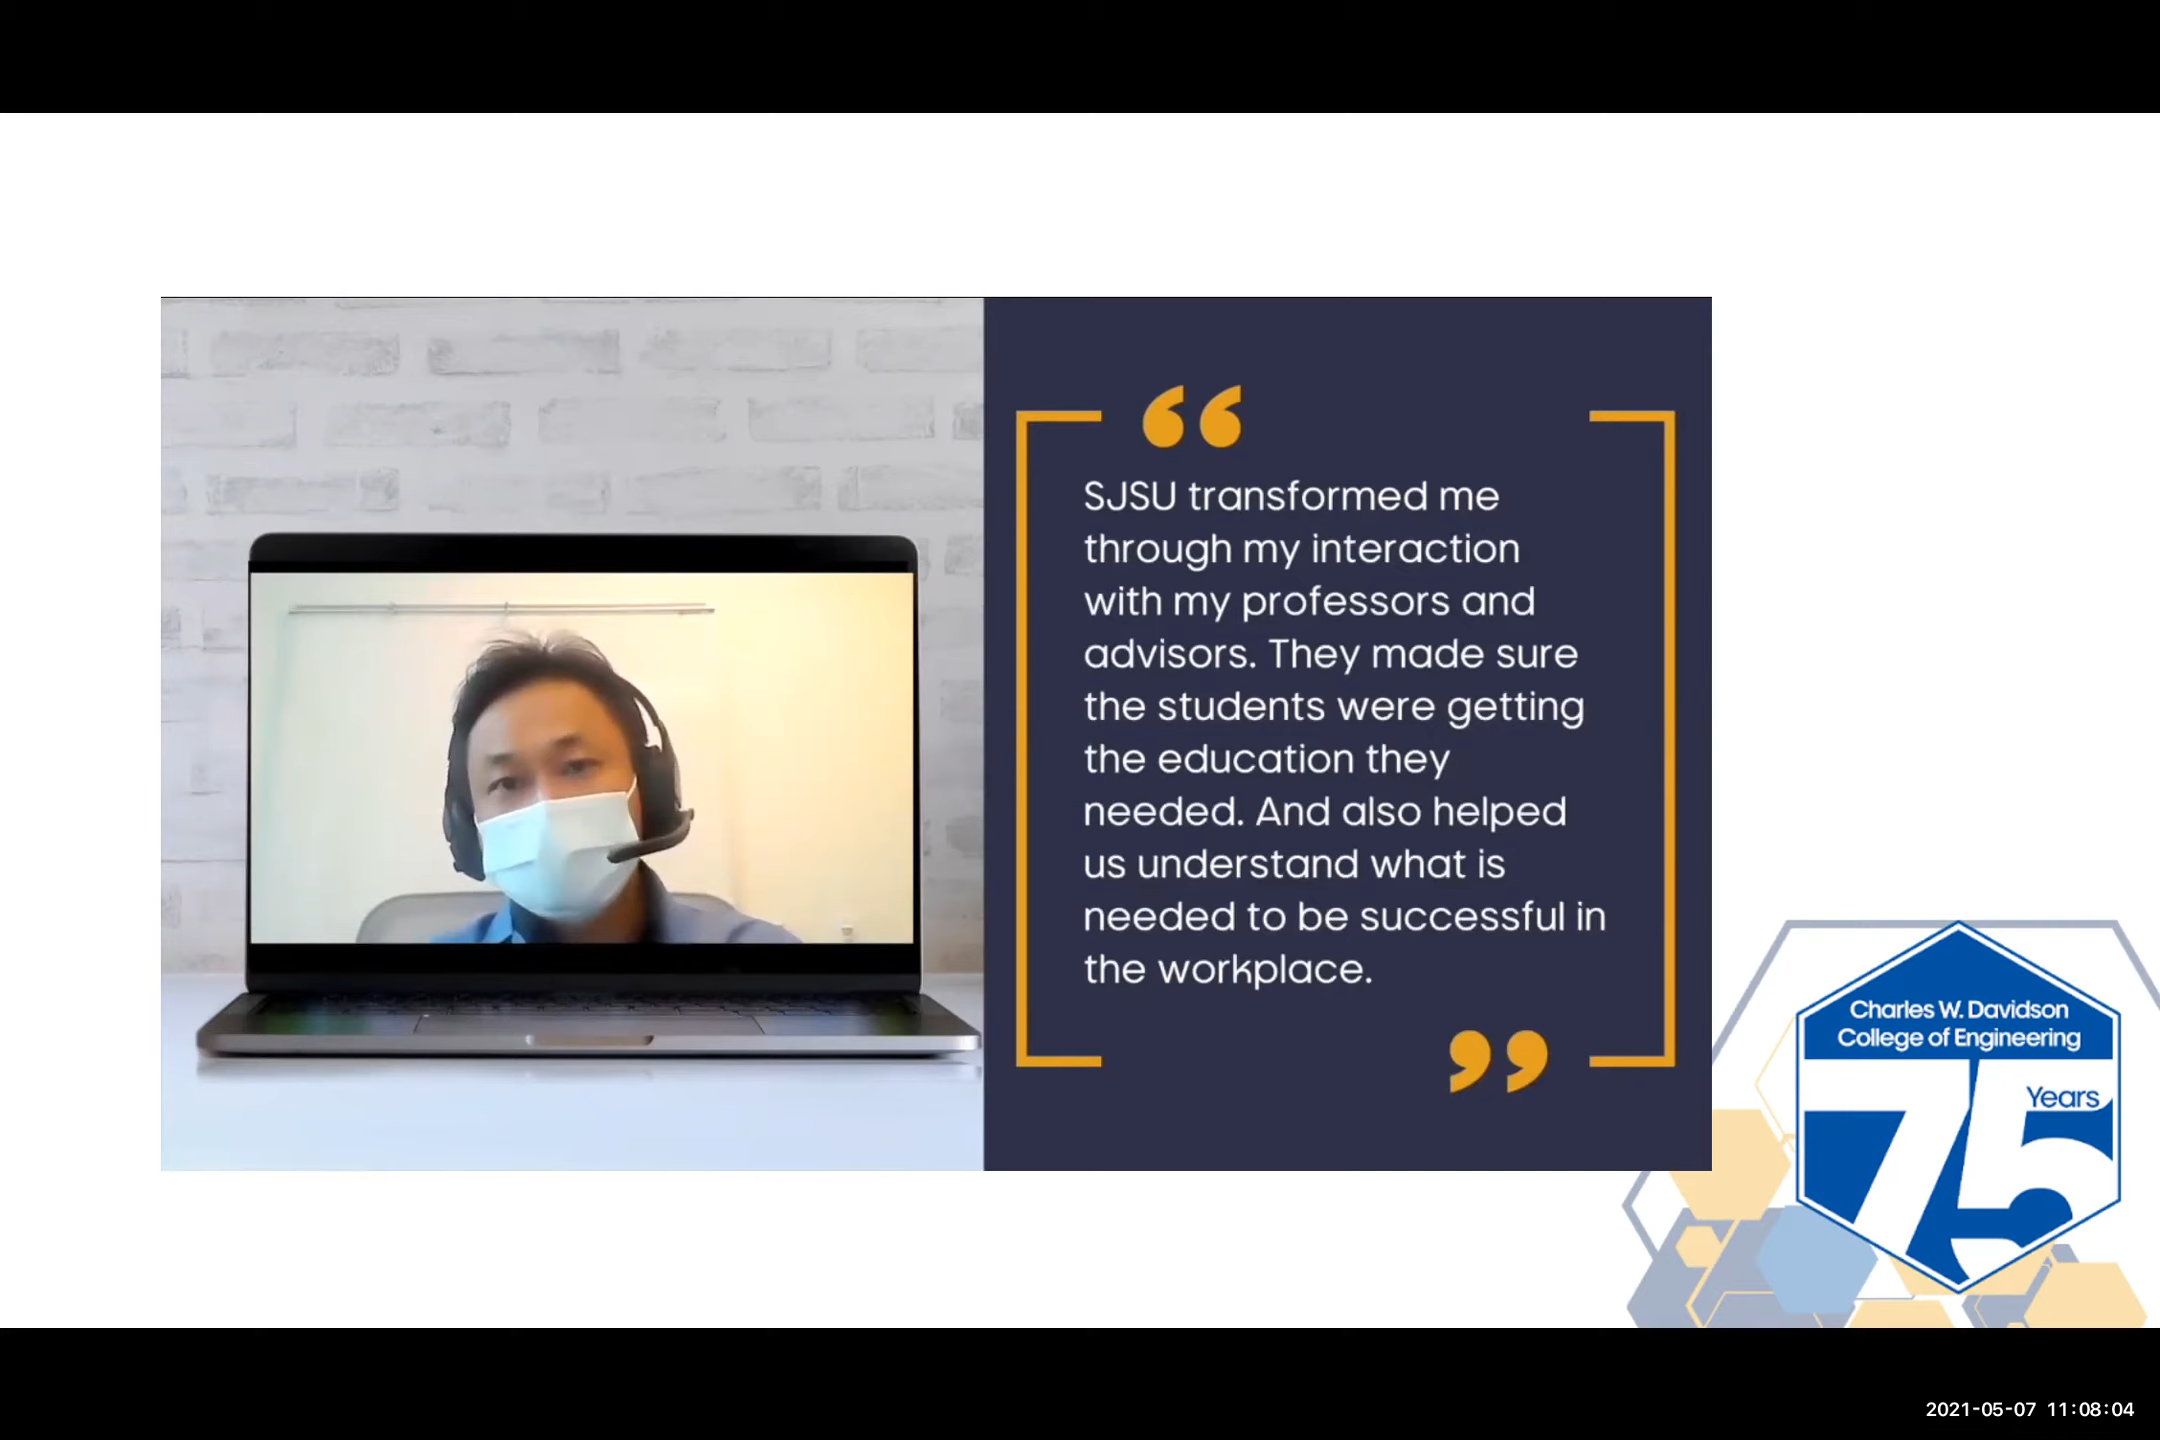 “
SJSU transformed me
through my interaction
with my professors and
advisors. They made sure
the students were getting
the education they
needed. And also helped
us understand what is
needed to be successful in
the workplace.
”
Charles W. Davidson
College of Engineering
75
Years
2021-05-07 11:08:04